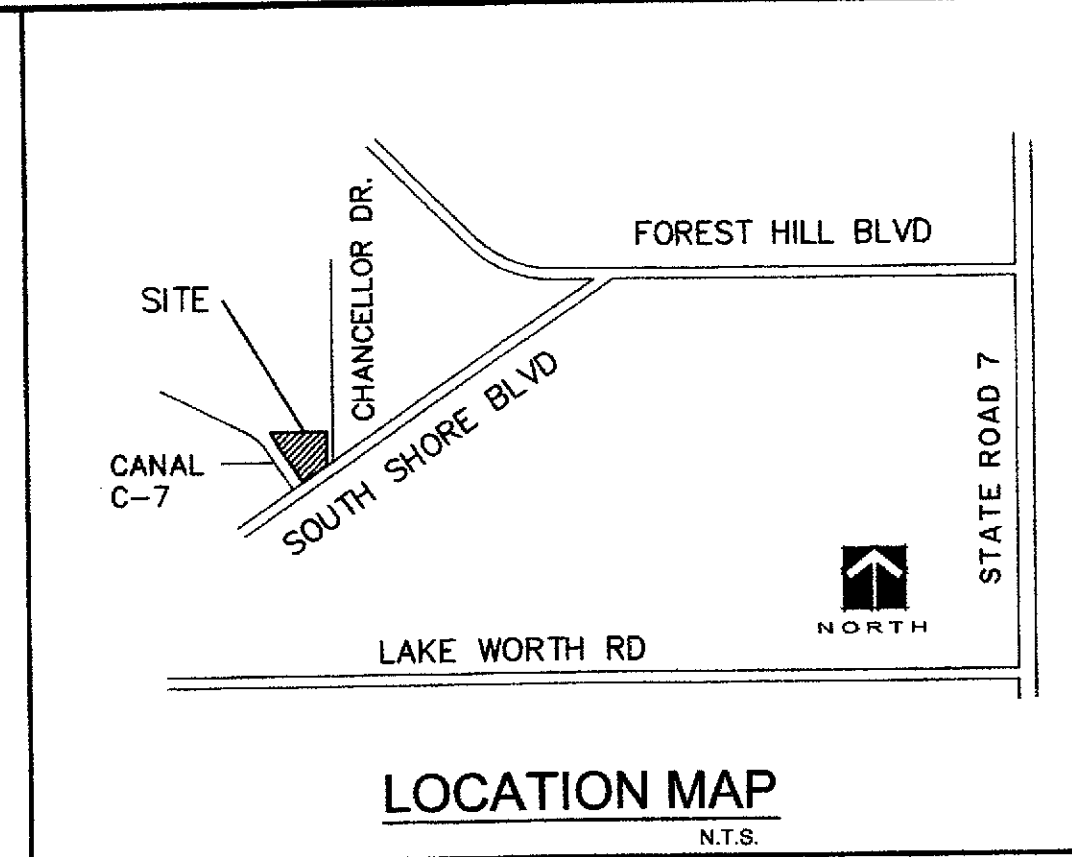 FOREST HILL BLVD
CHANCELLOR DR.
SITE
SOUTH SHORE BLVD
STATE ROAD 7
CANAL
C-7
NORTH
LAKE WORTH RD
LOCATION MAP
N.T.S.